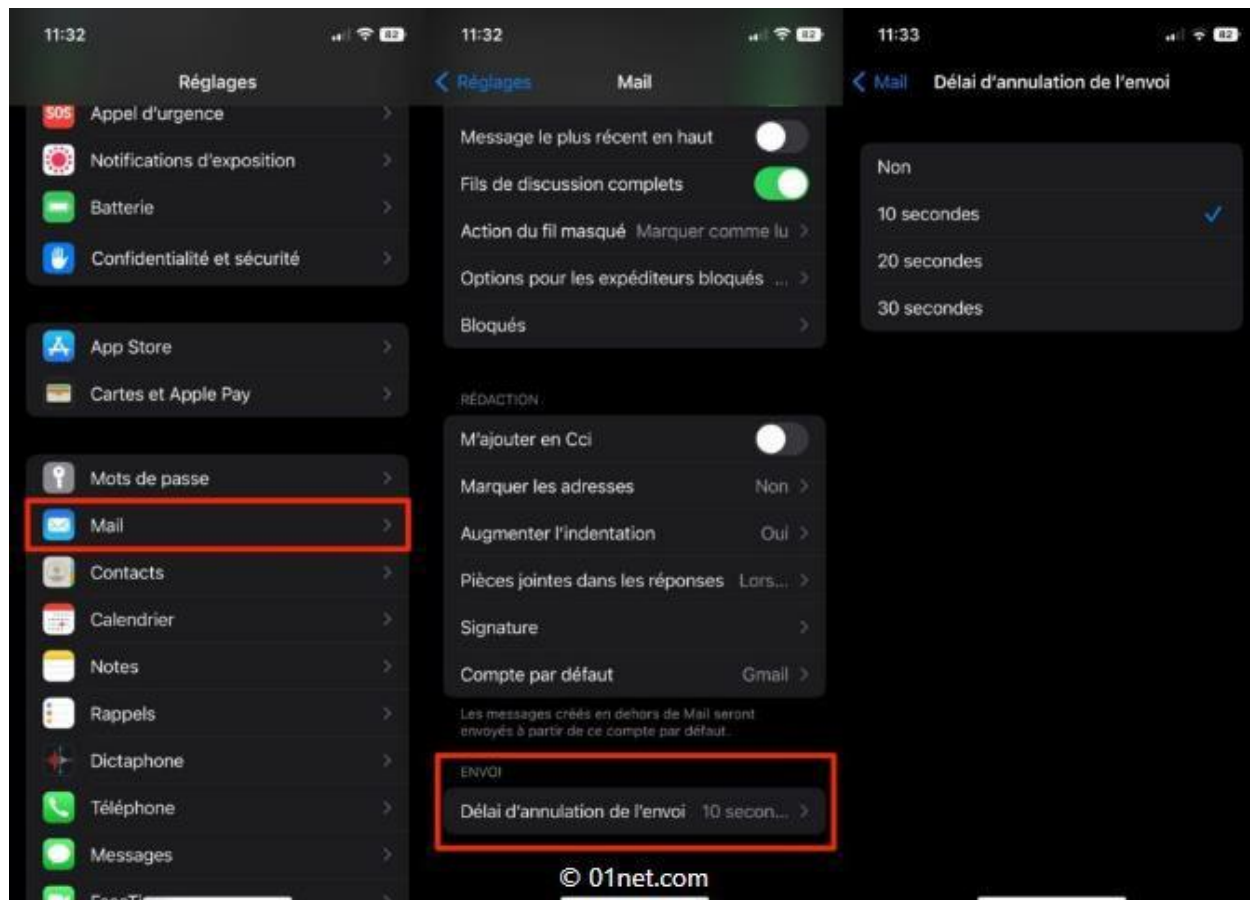 11:32
82
Réglages
SOS
Appel d'urgence
Notifications d'exposition
Batterie
Confidentialité et sécurité
App Store
Cartes et Apple Pay
Mots de passe
Mail
Contacts
Calendrier
Notes
Rappels
Dictaphone
Téléphone
Messages
11:32
82
Réglages
Mail
Message le plus récent en haut
Fils de discussion complets
Action du fil masqué Marquer comme lu
Options pour les expéditeurs bloqués ...
Bloqués
RÉDACTION
M'ajouter en Cci
Marquer les adresses Non
Augmenter l'indentation Oui
Pièces jointes dans les réponses Lors...
Signature
Compte par défaut Gmail
Les messages créés en dehors de Mail seront
envoyés à partir de ce compte par défaut.
ENVOI
Délai d'annulation de l'envoi 10 secon...
11:33
82
Mail
Délai d'annulation de l'envoi
Non
10 secondes
20 secondes
30 secondes
© 01net.com